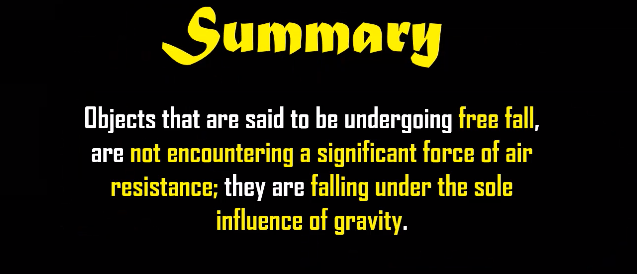 Summary
Objects that are said to be undergoing free fall,
are not encountering a significant force of air
resistance; they are falling under the sole
influence of gravity.